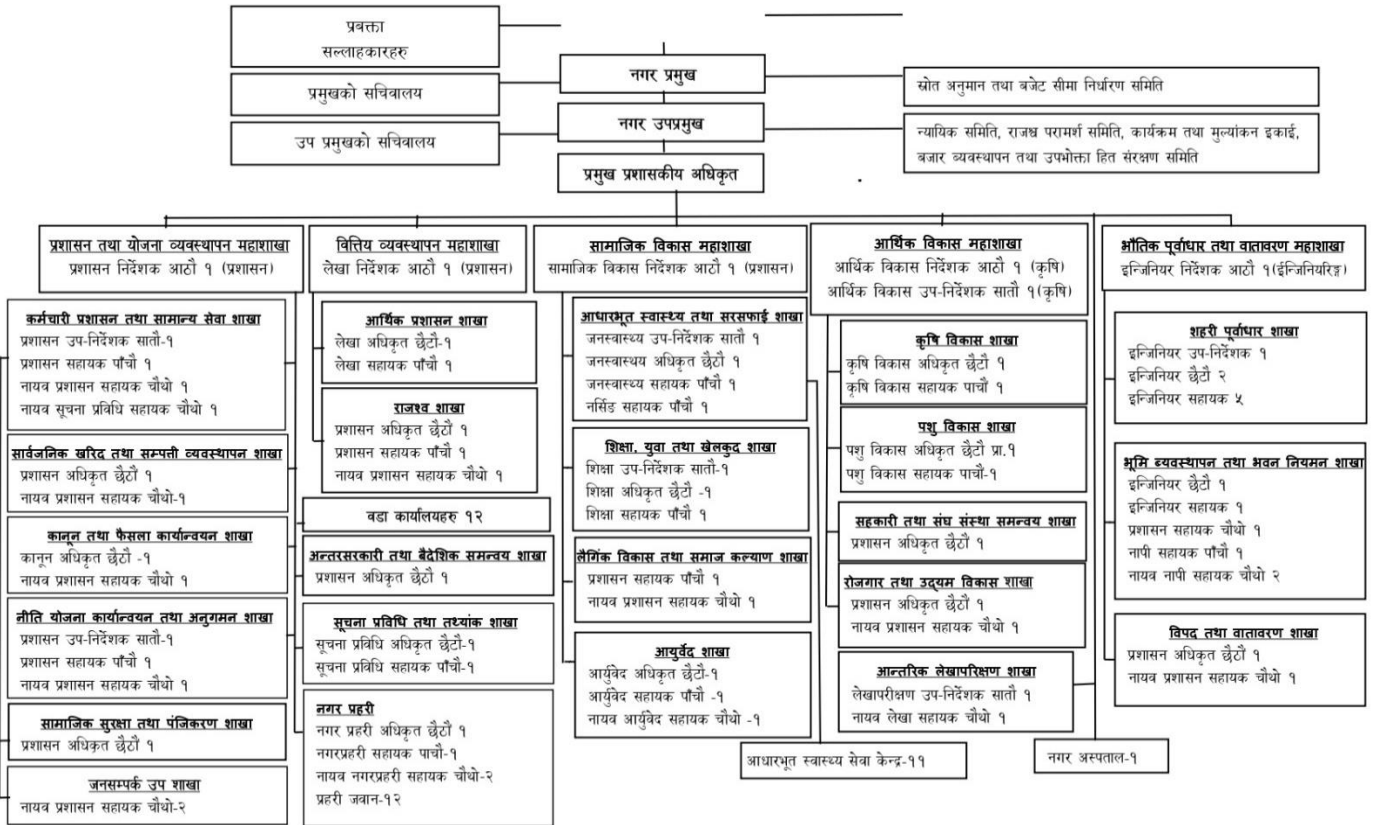 प्रबक्ता
सल्लाहकारहरु
नगर प्रमुख
प्रमुखको सचिवालय
स्रोत अनुमान तथा बजेट सीमा निर्धारण समिति
नगर उपप्रमुख
उप प्रमुखको सचिवालय
न्यायिक समिति, राजश्व परामर्श समिति, कार्यक्रम तथा मुल्यांकन इकाई,
बजार ब्यवस्थापन तथा उपभोक्ता हित संरक्षण समिति
प्रमुख प्रशासकीय अधिकृत
प्रशासन तथा योजना व्यवस्थापन महाशाखा
प्रशासन निर्देशक आठौ १ (प्रशासन)
कर्मचारी प्रशासन तथा सामान्य सेवा शाखा
प्रशासन उप-निर्देशक सातौ-१
प्रशासन सहायक पाँचौ १
नायव प्रशासन सहायक चौथो १
नायव सूचना प्रविधि सहायक चौथो १
सार्वजनिक खरिद तथा सम्पत्ती व्यवस्थापन शाखा
प्रशासन अधिकृत छैठौ १
नायव प्रशासन सहायक चौथो-१
कानून तथा फैसला कार्यान्वयन शाखा
कानून अधिकृत छैटौ -१
नायव प्रशासन सहायक चौथो १
नीति योजना कार्यान्वयन तथा अनुगमन शाखा
प्रशासन उप-निर्देशक सातौ-१
प्रशासन सहायक पाँचौ १
नायव प्रशासन सहायक चौथो १
सामाजिक सुरक्षा तथा पंजिकरण शाखा
प्रशासन अधिकृत छैटौ १
जनसम्पर्क उप शाखा
नायव प्रशासन सहायक चौथो-२
वित्तिय व्यवस्थापन महाशाखा
लेखा निर्देशक आठौ १ (प्रशासन)
आर्थिक प्रशासन शाखा
लेखा अधिकृत छैटौ-१
लेखा सहायक पाँचौ १
राजश्व शाखा
प्रशासन अधिकृत छैटौ १
प्रशासन सहायक पाँचौ १
नायव प्रशासन सहायक चौथो १
वडा कार्यालयहरु १२
अन्तरसरकारी तथा बैदेशिक समन्वय शाखा
प्रशासन अधिकृत छैटौ १
सूचना प्रविधि तथा तथ्यांक शाखा
सूचना प्रविधि अधिकृत छैटौ-१
सूचना प्रविधि सहायक पाँचौ-१
नगर प्रहरी
नगर प्रहरी अधिकृत छैटौ १
नगरप्रहरी सहायक पाचौ-१
नायव नगरप्रहरी सहायक चौथो-२
प्रहरी जवान-१२
सामाजिक विकास महाशाखा
सामाजिक विकास निर्देशक आटौ १ (प्रशासन)
आधारभूत स्वास्थ्य तथा सरसफाई शाखा
जनस्वास्थ्य उप-निर्देशक सातौ १
जनस्वास्थय अधिकृत छैटौ १
जनस्वास्थ्य सहायक पाँचौ १
नर्सिङ सहायक पाँचौ १
शिक्षा, युवा तथा खेलकुद शाखा
शिक्षा उप-निर्देशक सातौ-१
शिक्षा अधिकृत छैटौ -१
शिक्षा सहायक पाँचौ १
लैगिंक विकास तथा समाज कल्याण शाखा
प्रशासन सहायक पाँचौ १
नायव प्रशासन सहायक चौथो १
आयुर्वेद शाखा
आर्युवेद अधिकृत छैटौ-१
आर्युवेद सहायक पाँचौ -१
नायव आर्युवेद सहायक चौथो -१
आधारभूत स्वास्थ्य सेवा केन्द्र-११
आर्थिक विकास महाशाखा
आर्थिक विकास निर्देशक आटौ १ (कृषि)
आर्थिक विकास उप-निर्देशक सातौ १(कृषि)
कृषि विकास शाखा
कृषि विकास अधिकृत छैटौ १
कृषि विकास सहायक पाचौ १
पशु विकास शाखा
पशु विकास अधिकृत छैटौ प्रा.१
पशु विकास सहायक पाचौ-१
सहकारी तथा संघ संस्था समन्वय शाखा
प्रशासन अधिकृत छैटौ १
रोजगार तथा उद्यम विकास शाखा
प्रशासन अधिकृत छैटौ १
नायव प्रशासन सहायक चौथो १
आन्तरिक लेखापरिक्षण शाखा
लेखापरीक्षण उप-निर्देशक सातौ १
नायव लेखा सहायक चौथो १
नगर अस्पताल-१
भौतिक पूर्वाधार तथा वातावरण महाशाखा
इन्जिनियर निर्देशक आटौ १(ईन्जिनियरिङ्ग)
शहरी पूर्वाधार शाखा
इन्जिनियर उप-निर्देशक १
इन्जिनियर छैटौ २
इन्जिनियर सहायक ५
भूमि ब्यवस्थापन तथा भवन नियमन शाखा
इन्जिनियर छैटौ १
इन्जिनियर सहायक १
प्रशासन सहायक चौथो १
नापी सहायक पाँचौ १
नायव नापी सहायक चौथो २
विपद तथा वातावरण शाखा
प्रशासन अधिकृत छैटौ १
नायव प्रशासन सहायक चौथो १